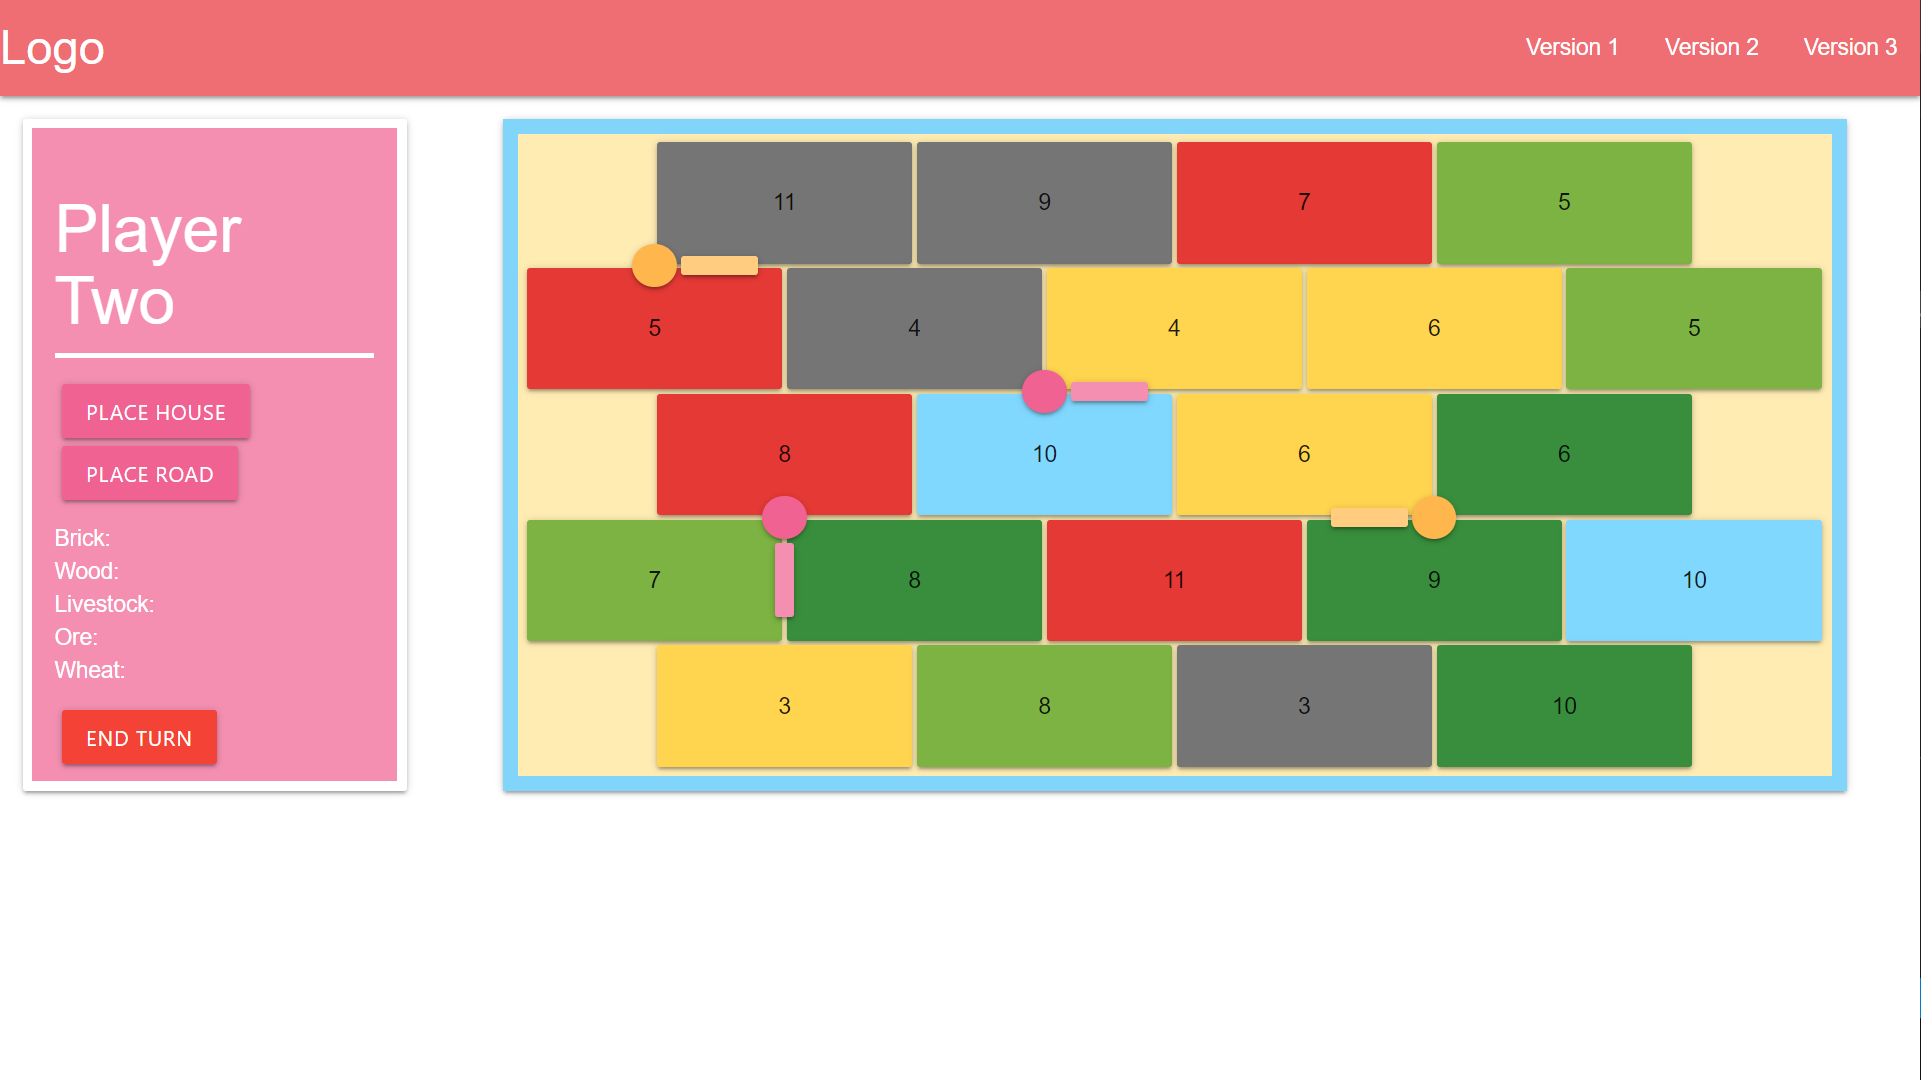 Logo
Version 1 Version 2 Version 3
Player
Two
PLACE HOUSE
PLACE ROAD
Brick:
Wood:
Livestock:
Ore:
Wheat:
END TURN
11 9 7 5
5 4 4 6 5
8 10 6 6
7 8 11 9 10
3 8 3 10